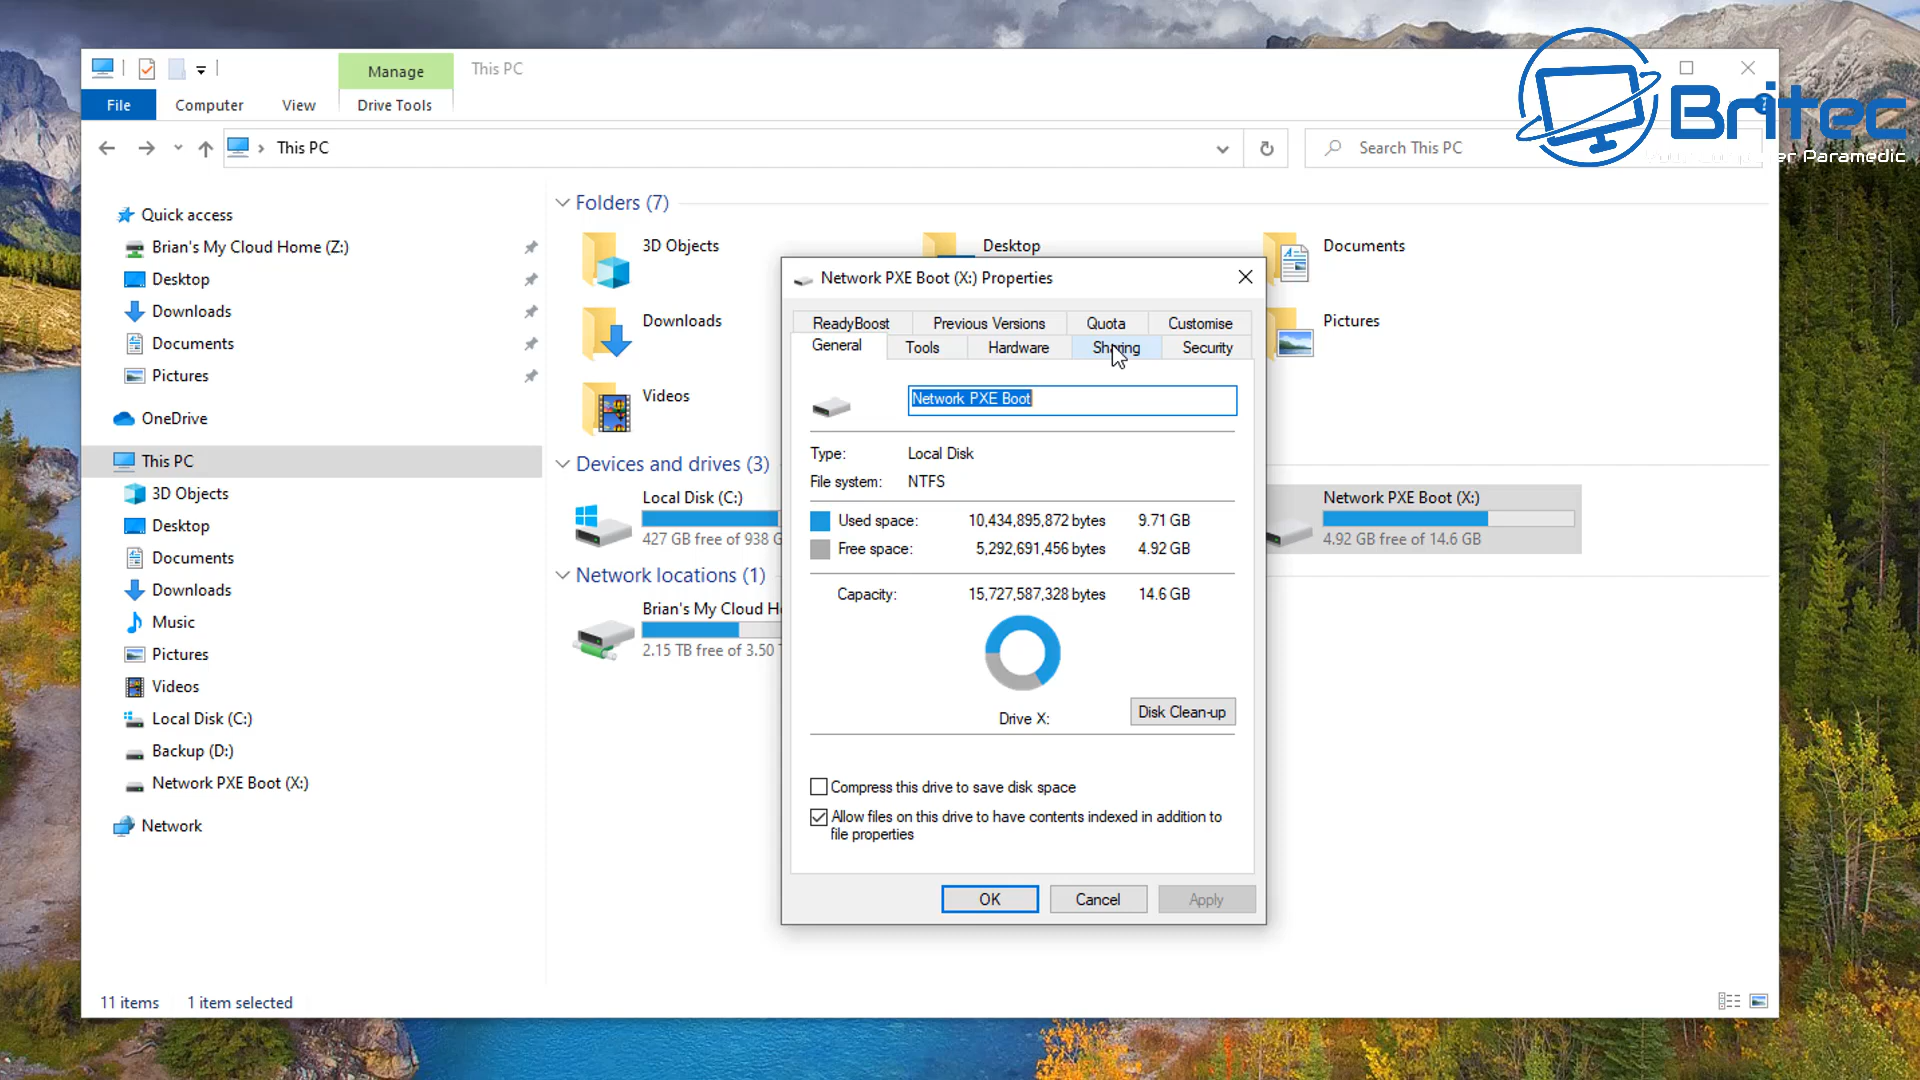 Manage
This PC
File
Computer
View
Drive Tools
This PC
Search This PC
Britec
er Paramedic
Quick access
Brian's My Cloud Home (Z:)
Desktop
Downloads
Documents
Pictures
OneDrive
This PC
3D Objects
Desktop
Documents
Downloads
Music
Pictures
Videos
Local Disk (C:)
Backup (D:)
Network PXE Boot (X:)
Network
Folders (7)
3D Objects
Desktop
Documents
Downloads
Pictures
Videos
Devices and drives (3)
Local Disk (C:)
427 GB free of 938 G
Network PXE Boot (X:)
4.92 GB free of 14.6 GB
Network locations (1)
Brian's My Cloud H
2.15 TB free of 3.50
Network PXE Boot (X:) Properties
ReadyBoost
Previous Versions
Quota
Customise
General
Tools
Hardware
Sharing
Security
Network PXE Boot
Type: Local Disk
File system: NTFS
Used space: 10,434,895,872 bytes 9.71 GB
Free space: 5,292,691,456 bytes 4.92 GB
Capacity: 15,727,587,328 bytes 14.6 GB
Drive X:
Disk Clean-up
Compress this drive to save disk space
Allow files on this drive to have contents indexed in addition to
file properties
OK
Cancel
Apply
11 items
1 item selected